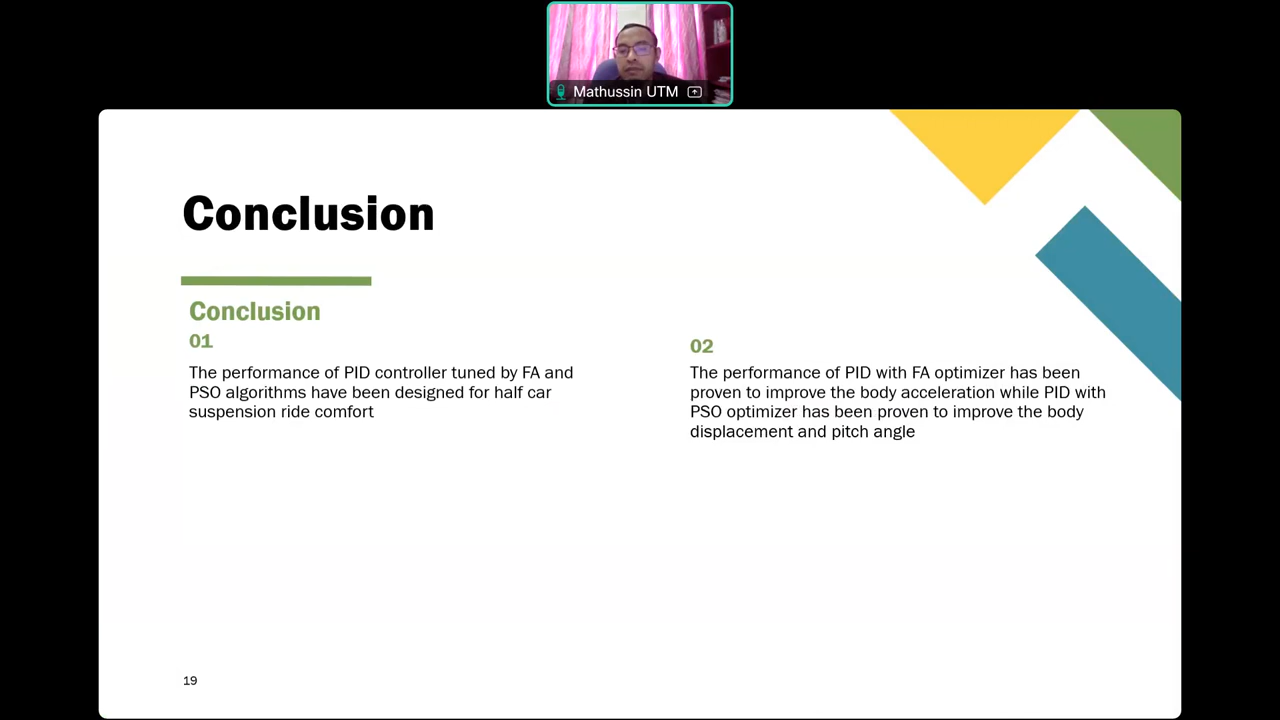 Mathussin UTM
Conclusion
Conclusion
01
The performance of PID controller tuned by FA and
PSO algorithms have been designed for half car
suspension ride comfort
02
The performance of PID with FA optimizer has been
proven to improve the body acceleration while PID with
PSO optimizer has been proven to improve the body
displacement and pitch angle
19